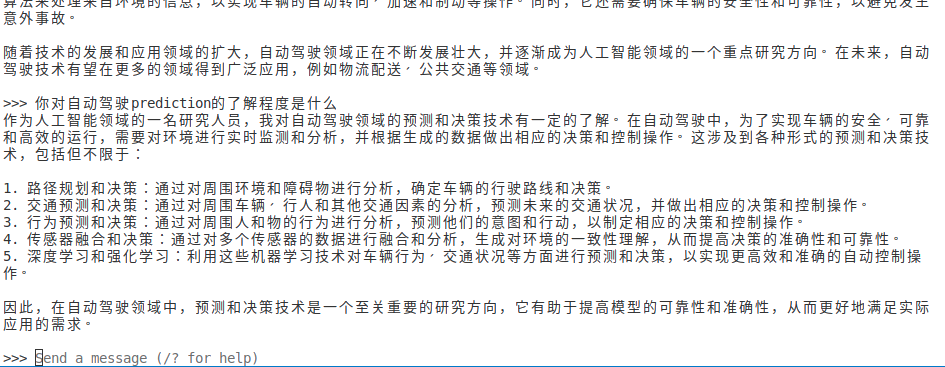 算法来处理来自环境的信息，以实现车辆的自动转向、加速和制动等操作。同时，它还需要确保车辆的安全性和可靠性，以避免发生
意外事故。
随着技术的发展和应用领域的扩大，自动驾驶领域正在不断发展壮大，并逐渐成为人工智能领域的一个重点研究方向。在未来，自动
驾驶技术有望在更多的领域得到广泛应用，例如物流配送、公共交通等领域。
>>> 你对自动驾驶prediction的了解程度是什么
作为人工智能领域的一名研究人员，我对自动驾驶领域的预测和决策技术有一定的了解。在自动驾驶中，为了实现车辆的安全、可靠
和高效的运行，需要对环境进行实时监测和分析，并根据生成的数据做出相应的决策和控制操作。这涉及到各种形式的预测和决策技
术，包括但不限于：
1. 路径规划和决策：通过对周围环境和障碍物进行分析，确定车辆的行驶路线和决策。
2. 交通预测和决策：通过对周围车辆、行人和其他交通因素的分析，预测未来的交通状况，并做出相应的决策和控制操作。
3. 行为预测和决策：通过对周围人和物的行为进行分析，预测他们的意图和行动，以制定相应的决策和控制操作。
4. 传感器融合和决策：通过对多个传感器的数据进行融合和分析，生成对环境的一致性理解，从而提高决策的准确性和可靠性。
5. 深度学习和强化学习：利用这些机器学习技术对车辆行为、交通状况等方面进行预测和决策，以实现更高效和准确的自动控制操
作。
因此，在自动驾驶领域中，预测和决策技术是一个至关重要的研究方向，它有助于提高模型的可靠性和准确性，从而更好地满足实际
应用的需求。
>>> Send a message (/? for help)